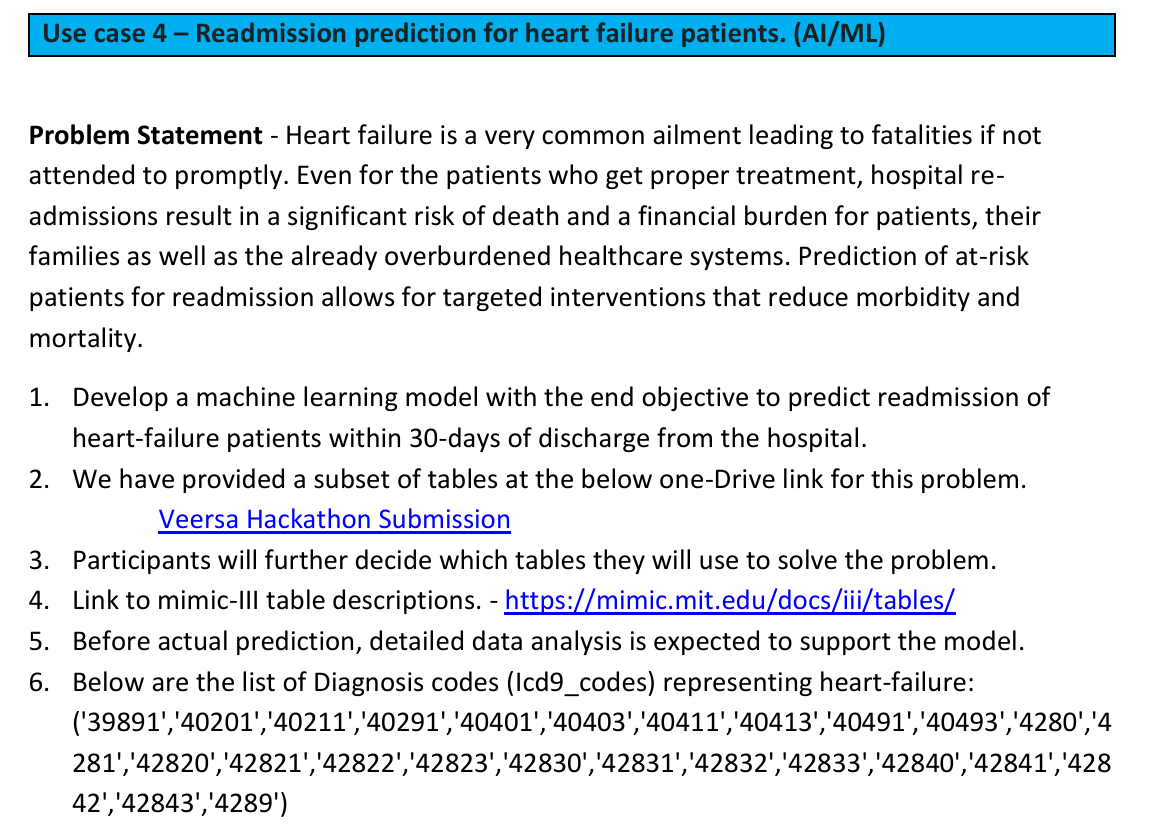 Use case 4 – Readmission prediction for heart failure patients. (AI/ML)
Problem Statement - Heart failure is a very common ailment leading to fatalities if not
attended to promptly. Even for the patients who get proper treatment, hospital re-
admissions result in a significant risk of death and a financial burden for patients, their
families as well as the already overburdened healthcare systems. Prediction of at-risk
patients for readmission allows for targeted interventions that reduce morbidity and
mortality.
1. Develop a machine learning model with the end objective to predict readmission of
heart-failure patients within 30-days of discharge from the hospital.
2. We have provided a subset of tables at the below one-Drive link for this problem.
Veersa Hackathon Submission
3. Participants will further decide which tables they will use to solve the problem.
4. Link to mimic-III table descriptions. - https://mimic.mit.edu/docs/iii/tables/
5. Before actual prediction, detailed data analysis is expected to support the model.
6. Below are the list of Diagnosis codes (Icd9_codes) representing heart-failure:
('39891','40201','40211','40291','40401','40403','40411','40413','40491','40493','4280','4
281','42820','42821','42822','42823','42830','42831','42832','42833','42840','42841','428
42','42843','4289')